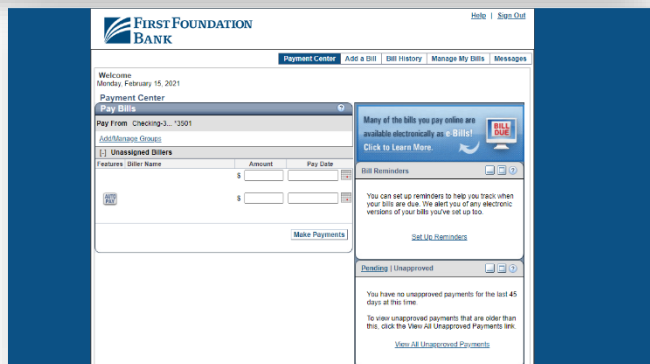 Help | Sign Out
FIRST FOUNDATION
BANK
Payment Center Add a Bill Bill History Manage My Bills Messages
Welcome
Monday, February 15, 2021
Payment Center
Pay Bills ?
Pay From Checking-3... *3501
Add/Manage Groups
[-] Unassigned Billers
Features Biller Name Amount Pay Date
$
AUTO
PAY $
Make Payments
Many of the bills you pay online are
available electronically as e-Bills!
Click to Learn More.
BILL
DUE
Bill Reminders ?
You can set up reminders to help you track when
your bills are due. We alert you of any electronic
versions of your bills you've set up too.
Set Up Reminders
Pending | Unapproved ?
You have no unapproved payments for the last 45
days at this time.
To view unapproved payments that are older than
this, click the View All Unapproved Payments link.
View All Unapproved Payments